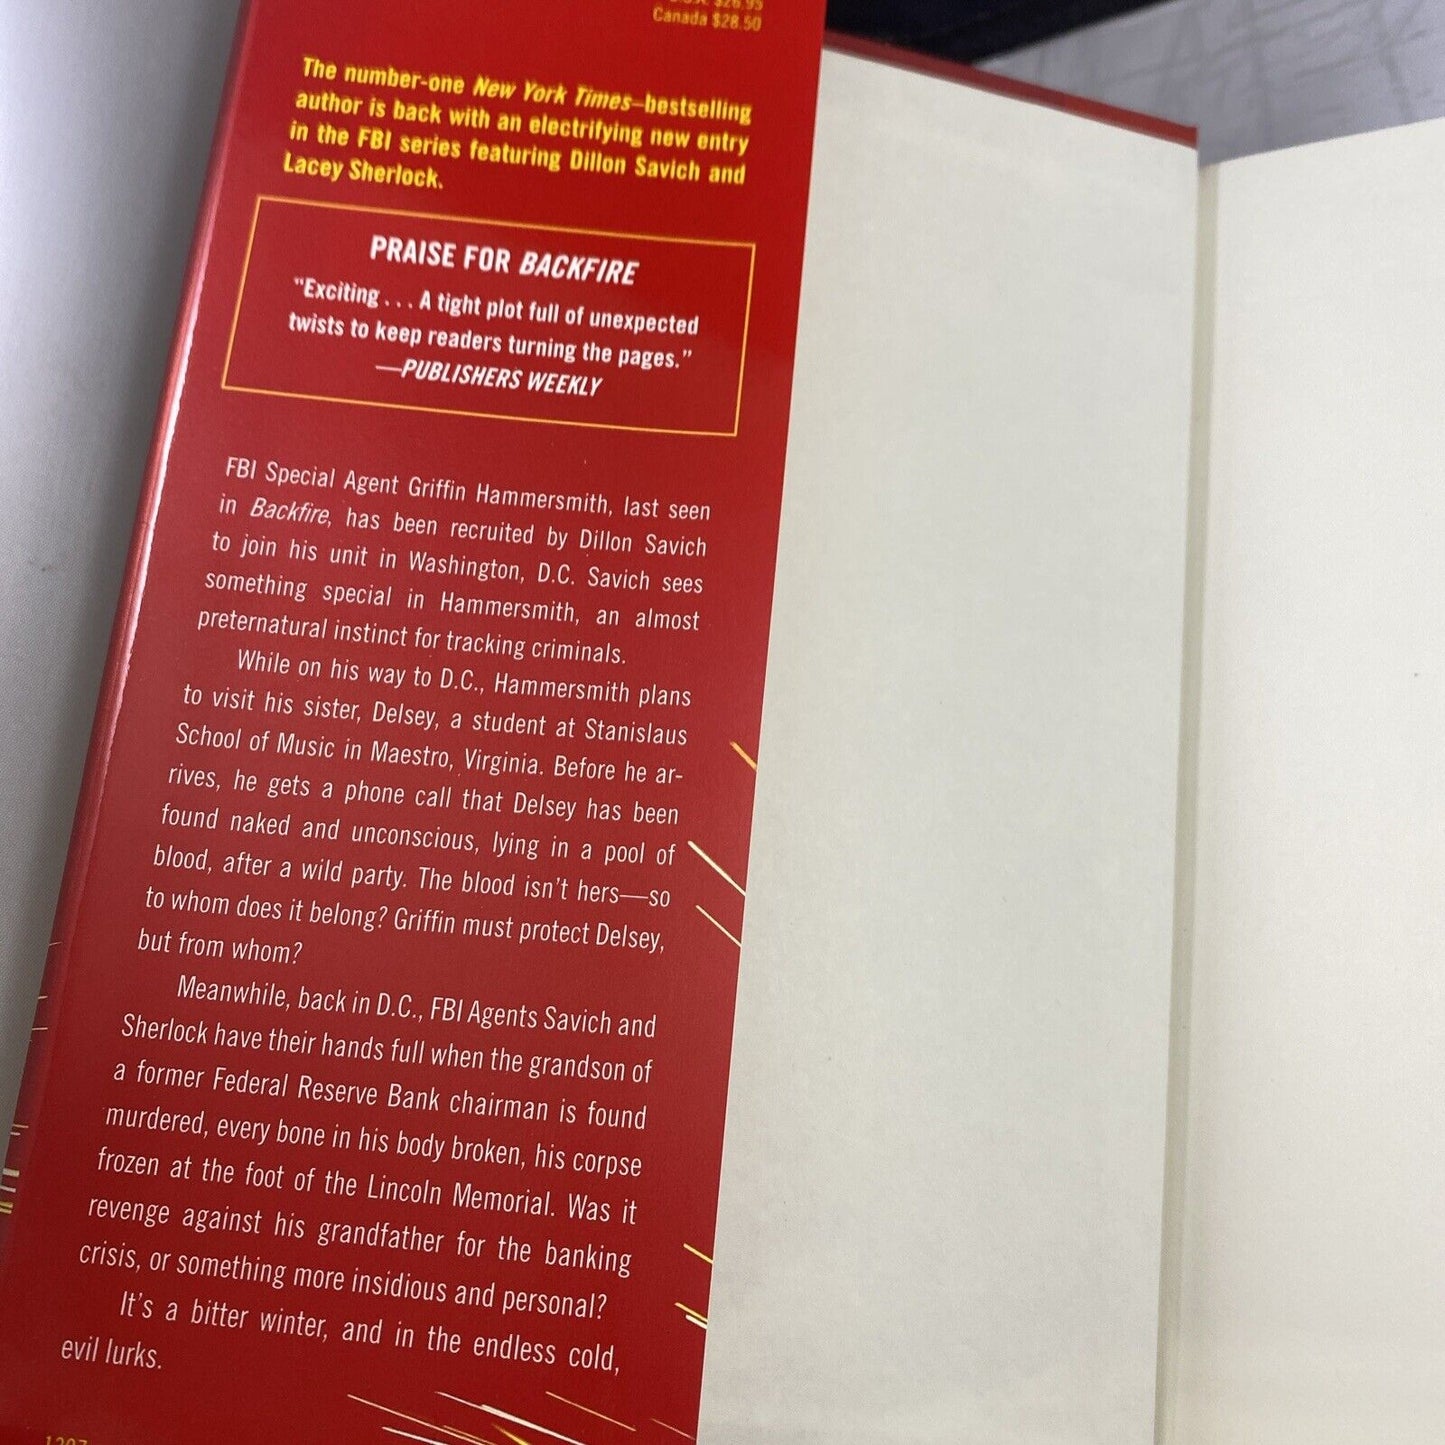 $26.95
Canada $28.50
The number-one New York Times–bestselling
author is back with an electrifying new entry
in the FBI series featuring Dillon Savich and
Lacey Sherlock.
PRAISE FOR BACKFIRE
“Exciting . . . A tight plot full of unexpected
twists to keep readers turning the pages.”
—PUBLISHERS WEEKLY
FBI Special Agent Griffin Hammersmith, last seen
in Backfire, has been recruited by Dillon Savich
to join his unit in Washington, D.C. Savich sees
something special in Hammersmith, an almost
preternatural instinct for tracking criminals.
While on his way to D.C., Hammersmith plans
to visit his sister, Delsey, a student at Stanislaus
School of Music in Maestro, Virginia. Before he ar-
rives, he gets a phone call that Delsey has been
found naked and unconscious, lying in a pool of
blood, after a wild party. The blood isn't hers—so
to whom does it belong? Griffin must protect Delsey,
but from whom?
Meanwhile, back in D.C., FBI Agents Savich and
Sherlock have their hands full when the grandson of
a former Federal Reserve Bank chairman is found
murdered, every bone in his body broken, his corpse
frozen at the foot of the Lincoln Memorial. Was it
revenge against his grandfather for the banking
crisis, or something more insidious and personal?
It's a bitter winter, and in the endless cold,
evil lurks.